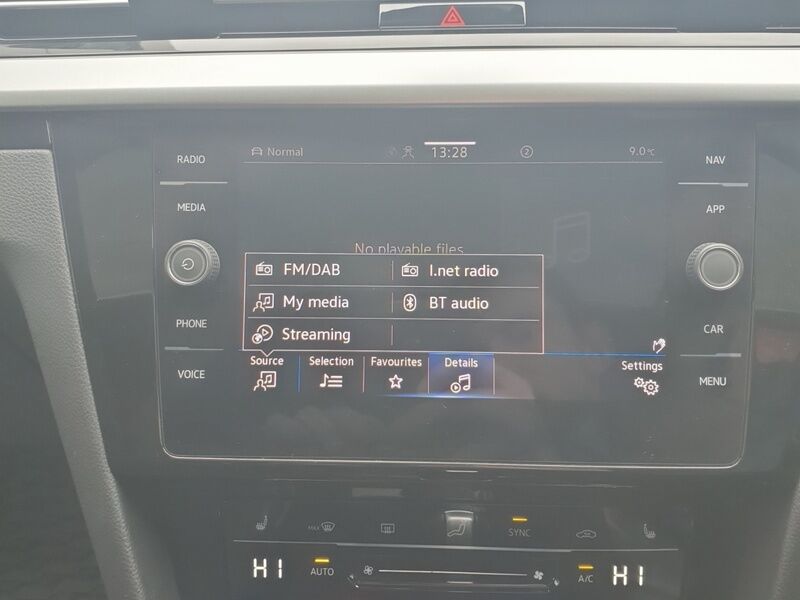 RADIO
Normal
13:28
2
9.0°C
NAV
MEDIA
APP
No playable files
FM/DAB
I.net radio
My media
BT audio
Streaming
PHONE
CAR
Source
Selection
Favourites
Details
Settings
VOICE
MENU
MAX
SYNC
HI
AUTO
A/C
HI